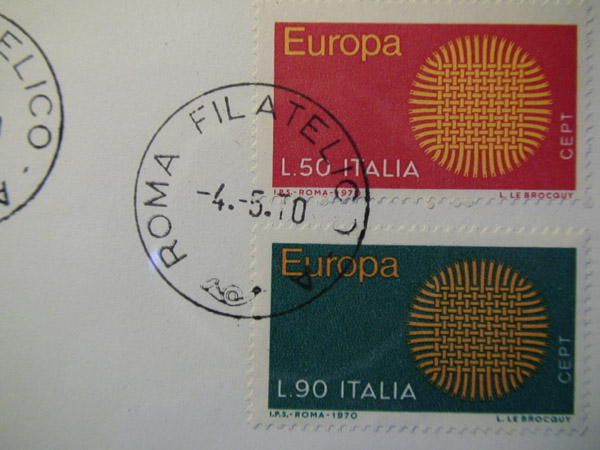 Europa
CEPT
L.50 ITALIA
I.P.S.-ROMA-1970
L. LE BROCQUY
Europa
CEPT
L.90 ITALIA
I.P.S.-ROMA-1970
L. LE BROCQUY
ROMA FILATELICO · A ·
-4.-5.70
ELICO · A